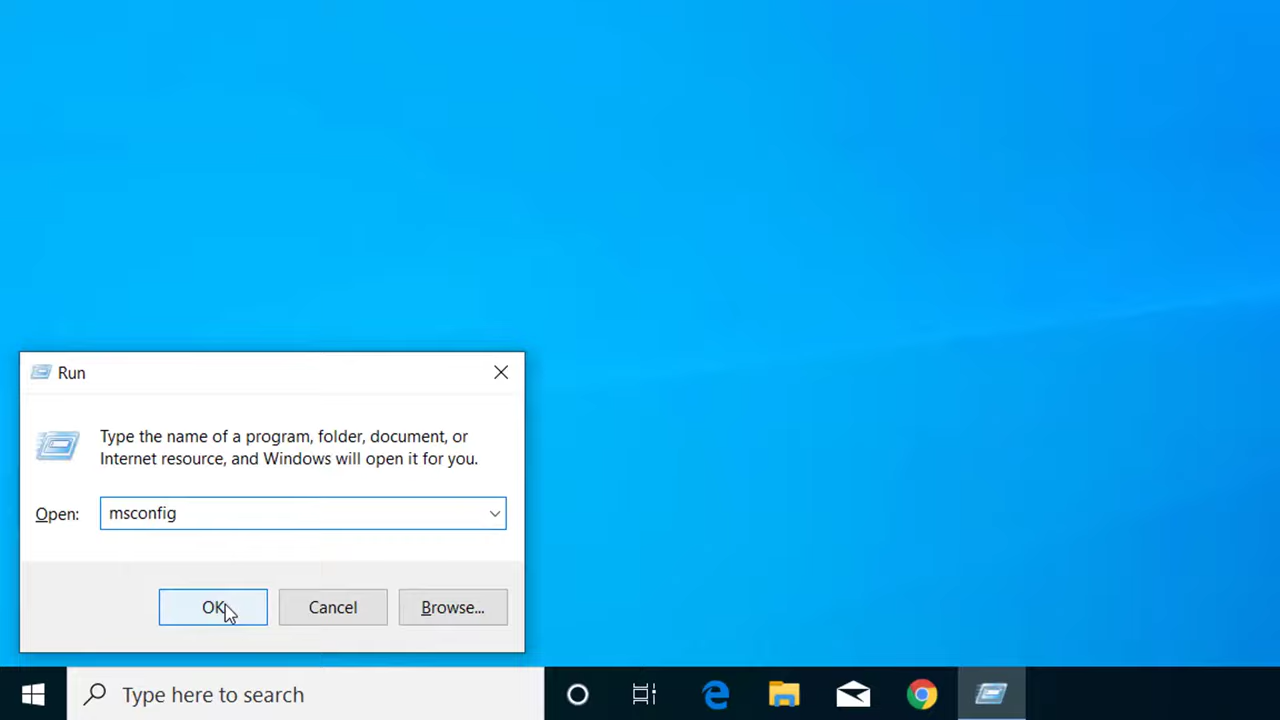 Run
Type the name of a program, folder, document, or
Internet resource, and Windows will open it for you.
Open: msconfig
OK Cancel Browse...
Type here to search